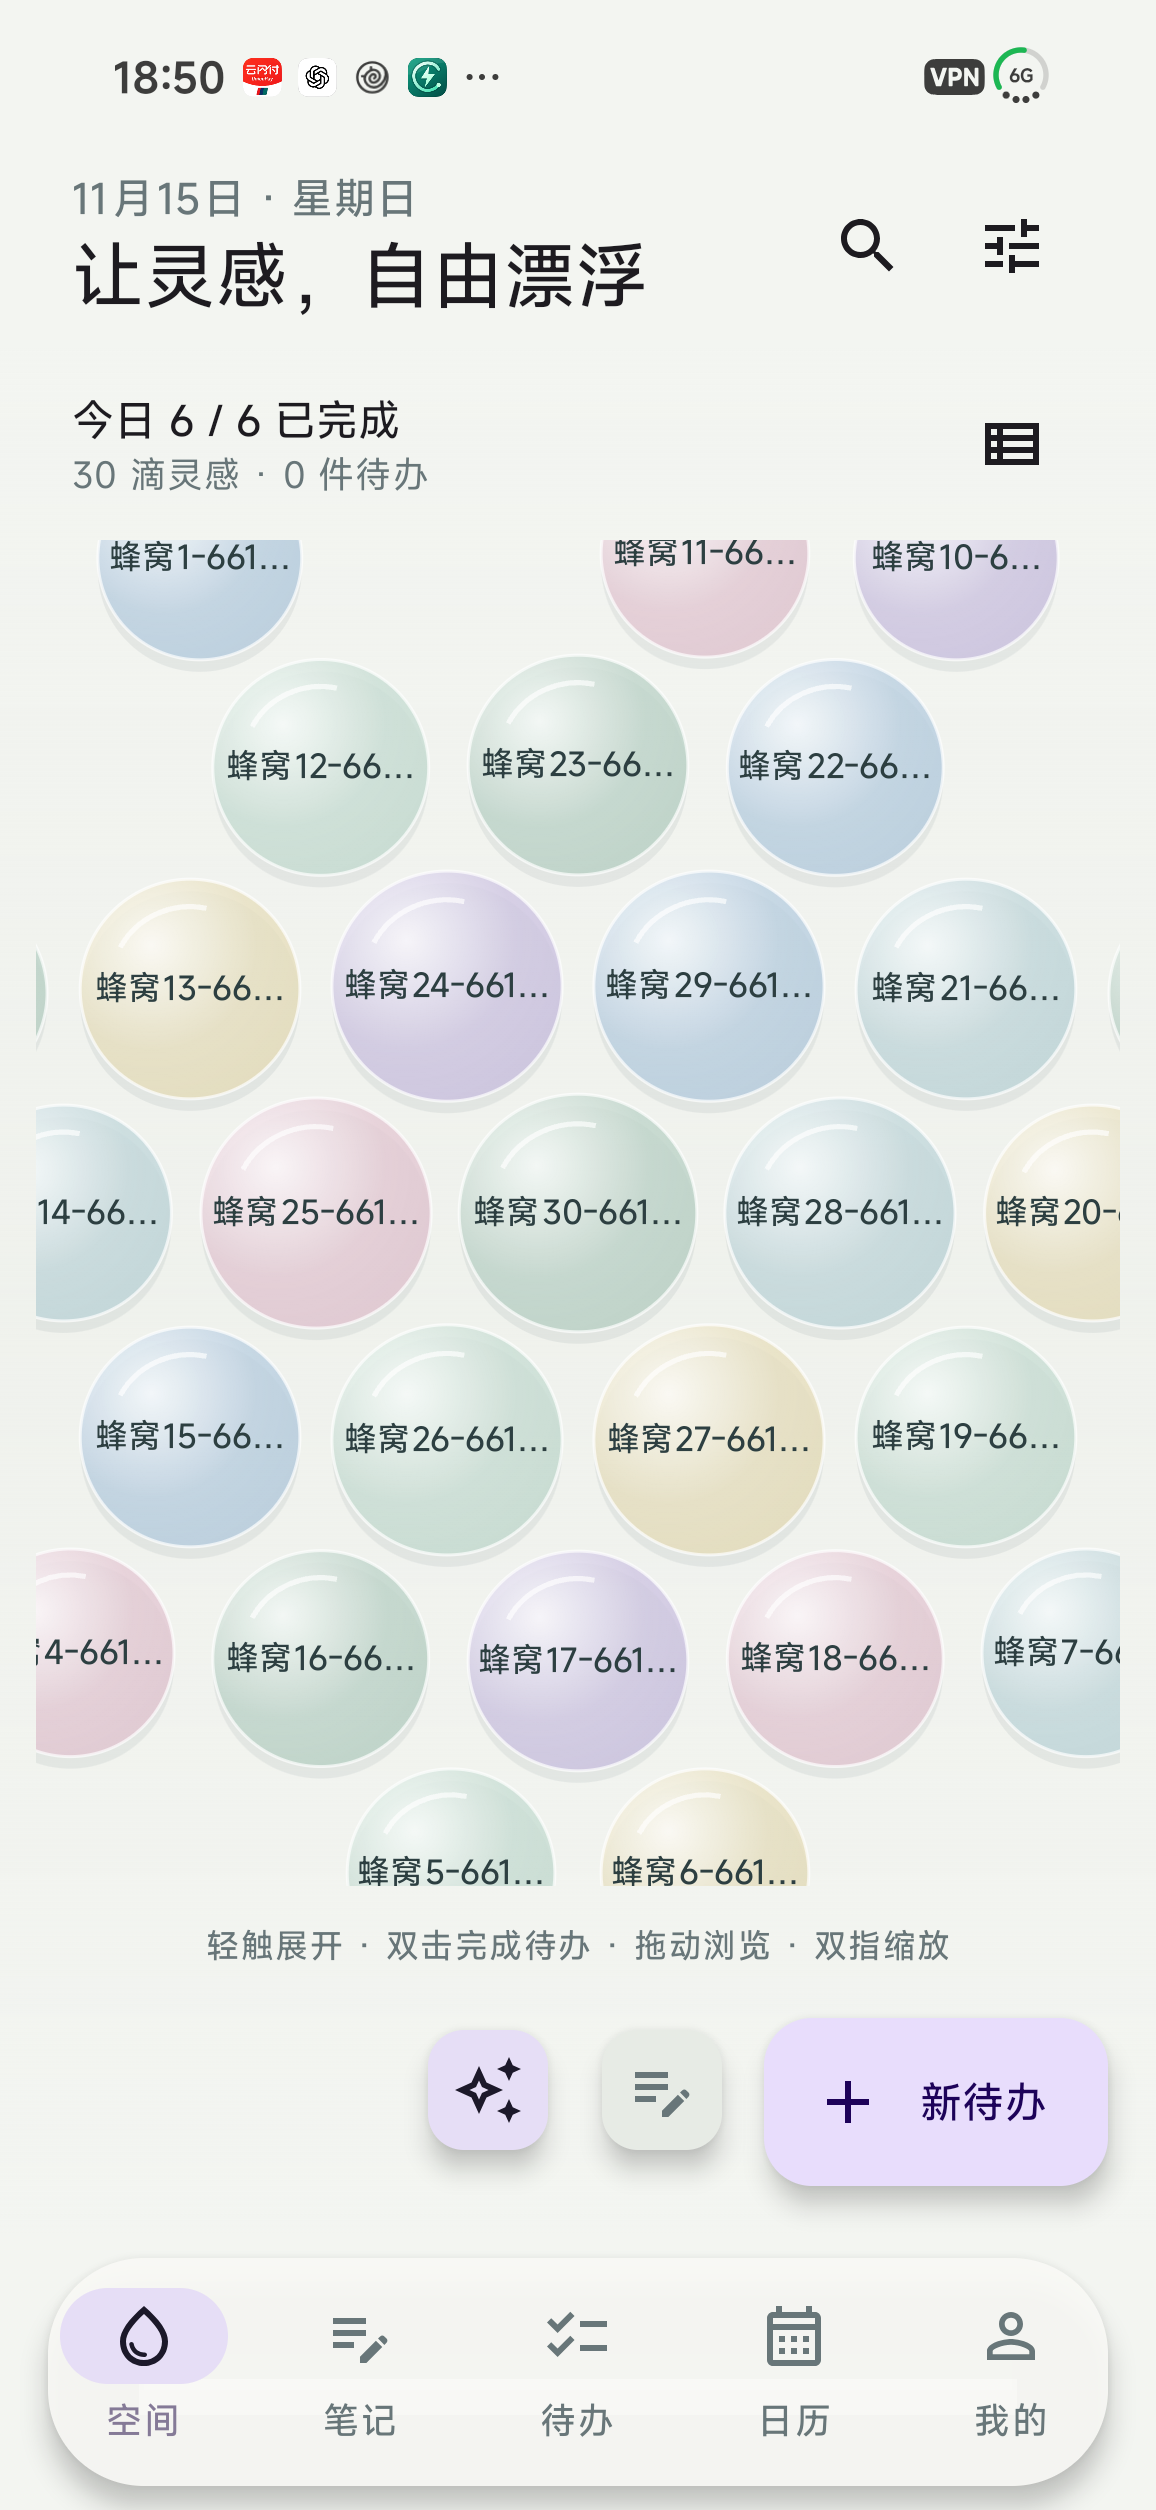 18:50
云闪付
UnionPay
VPN
6G
11月15日 · 星期日
让灵感，自由漂浮
今日 6 / 6 已完成
30 滴灵感 · 0 件待办
蜂窝1-661... 蜂窝11-66... 蜂窝10-6...
蜂窝12-66... 蜂窝23-66... 蜂窝22-66...
蜂窝13-66... 蜂窝24-661... 蜂窝29-661... 蜂窝21-66...
14-66... 蜂窝25-661... 蜂窝30-661... 蜂窝28-661... 蜂窝20-
蜂窝15-66... 蜂窝26-661... 蜂窝27-661... 蜂窝19-66...
4-661... 蜂窝16-66... 蜂窝17-661... 蜂窝18-66... 蜂窝7-66
蜂窝5-661... 蜂窝6-661...
轻触展开 · 双击完成待办 · 拖动浏览 · 双指缩放
新待办
空间 笔记 待办 日历 我的